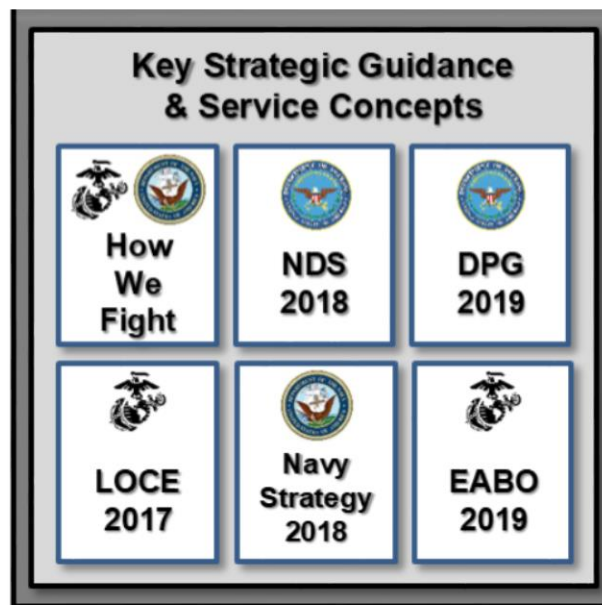 Key Strategic Guidance
& Service Concepts
How
We
Fight
NDS
2018
DPG
2019
LOCE
2017
Navy
Strategy
2018
EABO
2019